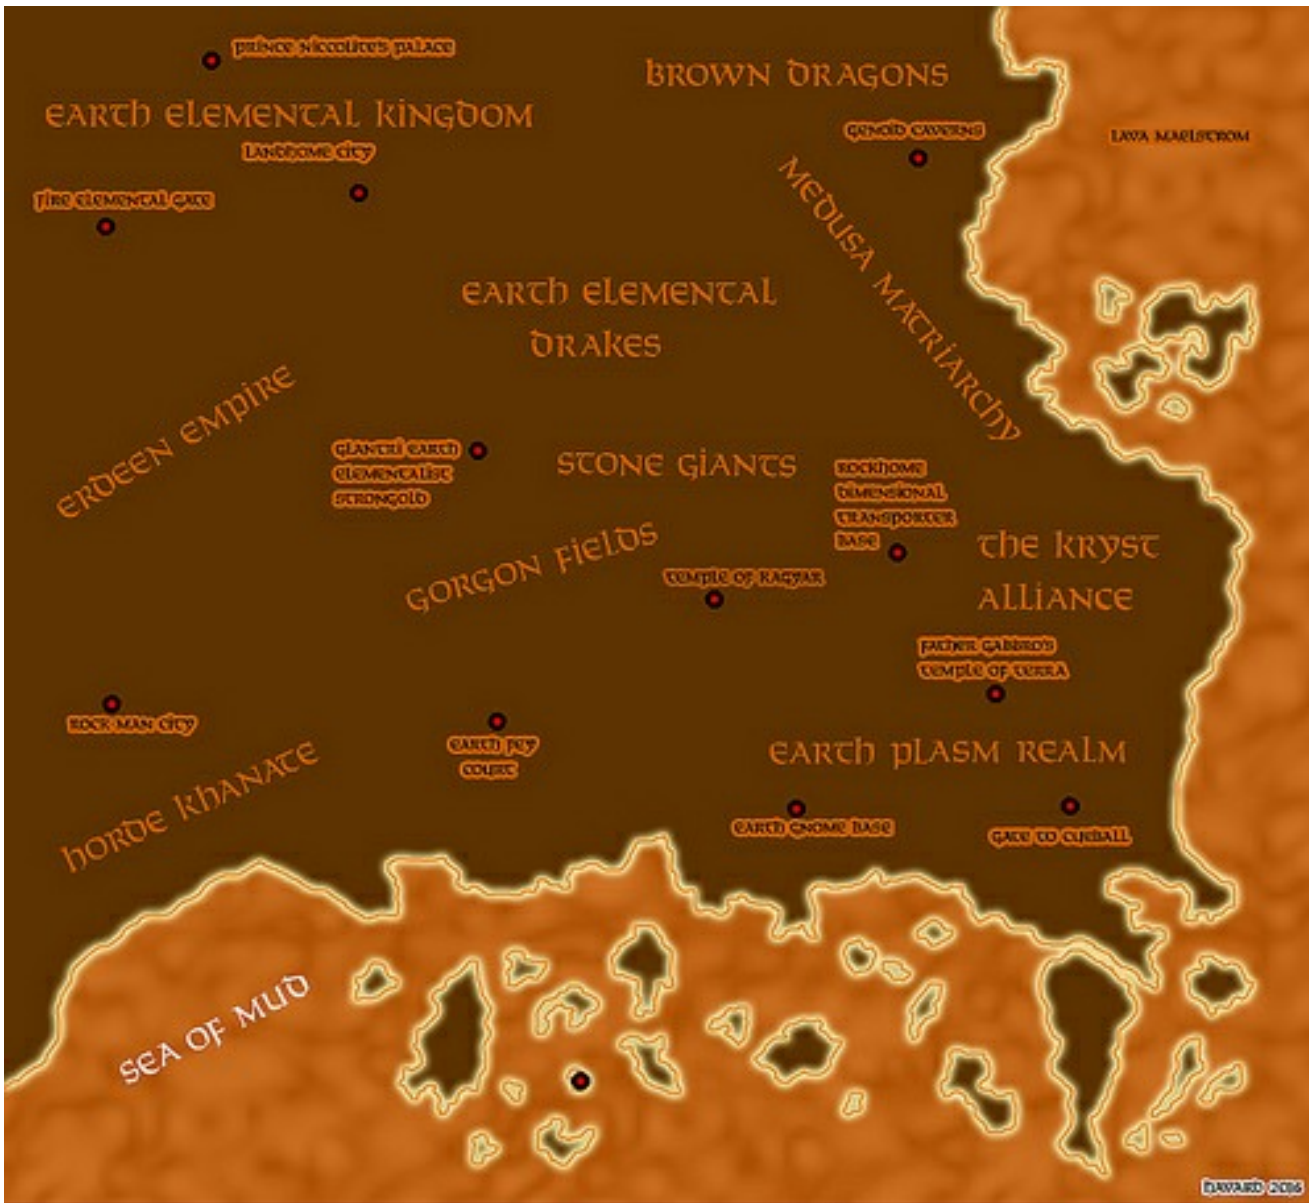 PRINCE NICCOLITE'S PALACE
BROWN DRAGONS
EARTH ELEMENTAL KINGDOM
GENOID CAVERNS
LAVA MAELSTROM
LANDHOME CITY
FIRE ELEMENTAL GATE
MEDUSA MATRIARCHY
EARTH ELEMENTAL
DRAKES
ERDEEN EMPIRE
GLANTRI EARTH
ELEMENTALIST
STRONGOLD
STONE GIANTS
ROCKHOME
DIMENSIONAL
TRANSPORTER
BASE
GORGON FIELDS
THE KRYST
ALLIANCE
TEMPLE OF KAGYAR
FATHER GABBRO'S
TEMPLE OF TERRA
ROCK MAN CITY
EARTH FEY
COURT
EARTH PLASM REALM
HORDE KHANATE
EARTH GNOME BASE
GATE TO CUEBALL
SEA OF MUD
HAVARD 2016